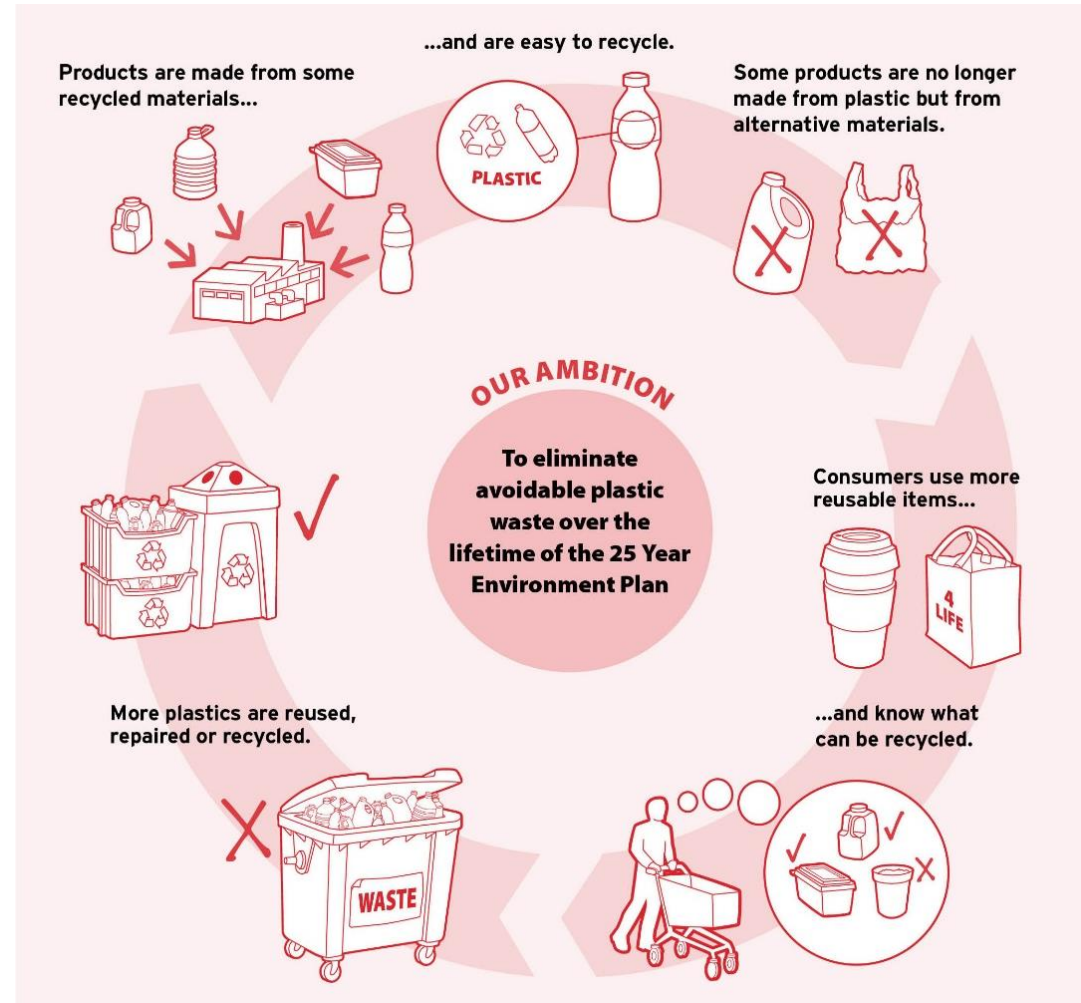 ...and are easy to recycle.
Products are made from some
recycled materials...
Some products are no longer
made from plastic but from
alternative materials.
PLASTIC
OUR AMBITION
To eliminate
avoidable plastic
waste over the
lifetime of the 25 Year
Environment Plan
Consumers use more
reusable items...
4
LIFE
...and know what
can be recycled.
More plastics are reused,
repaired or recycled.
WASTE